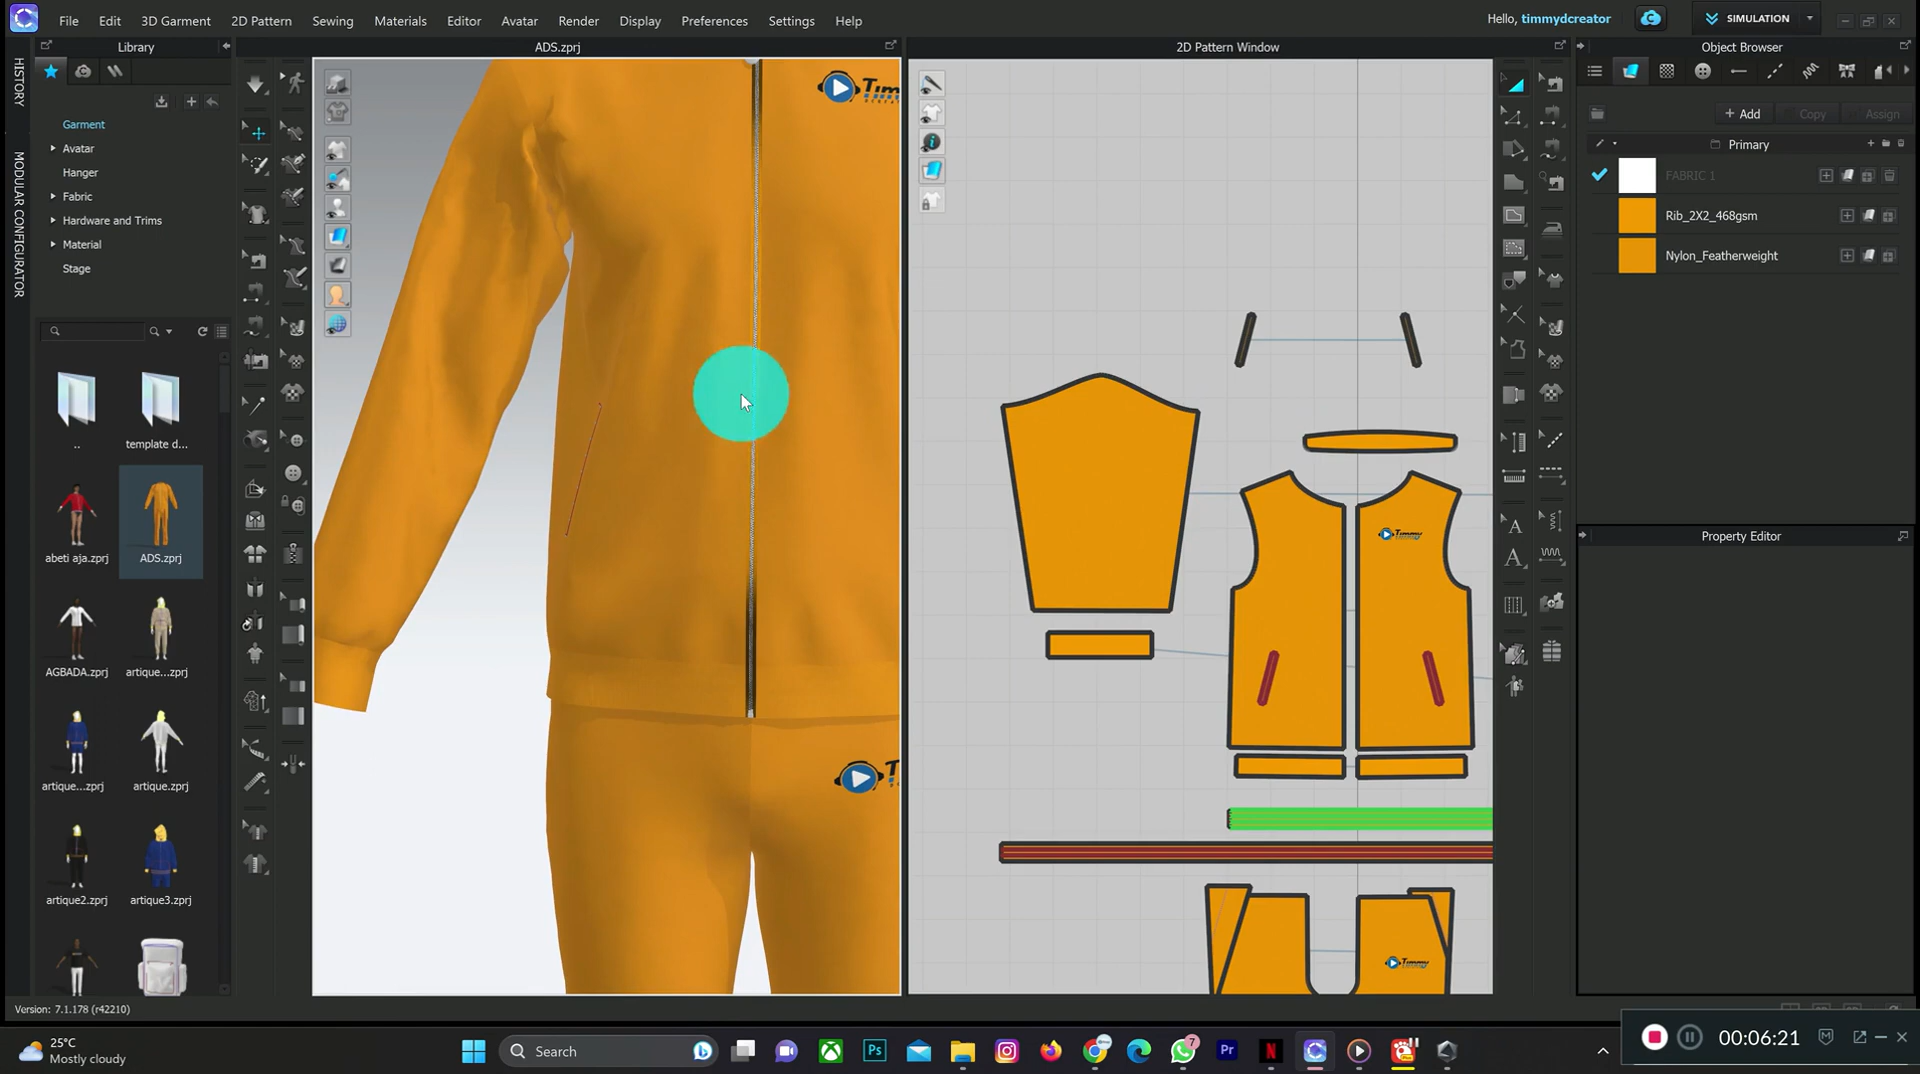 File Edit 3D Garment 2D Pattern Sewing Materials Editor Avatar Render Display Preferences Settings Help
Hello, timmydcreator
SIMULATION
Library
ADS.zprj
2D Pattern Window
Object Browser
HISTORY
MODULAR CONFIGURATOR
Garment
Avatar
Hanger
Fabric
Hardware and Trims
Material
Stage
..
template d...
abeti aja.zprj
ADS.zprj
AGBADA.zprj
artique...zprj
artique...zprj
artique.zprj
artique2.zprj
artique3.zprj
Timmy
Timmy
+ Add
Copy
Assign
Primary
FABRIC 1
Rib_2X2_468gsm
Nylon_Featherweight
Property Editor
Version: 7.1.178 (r42210)
25°C
Mostly cloudy
Search
7
00:06:21